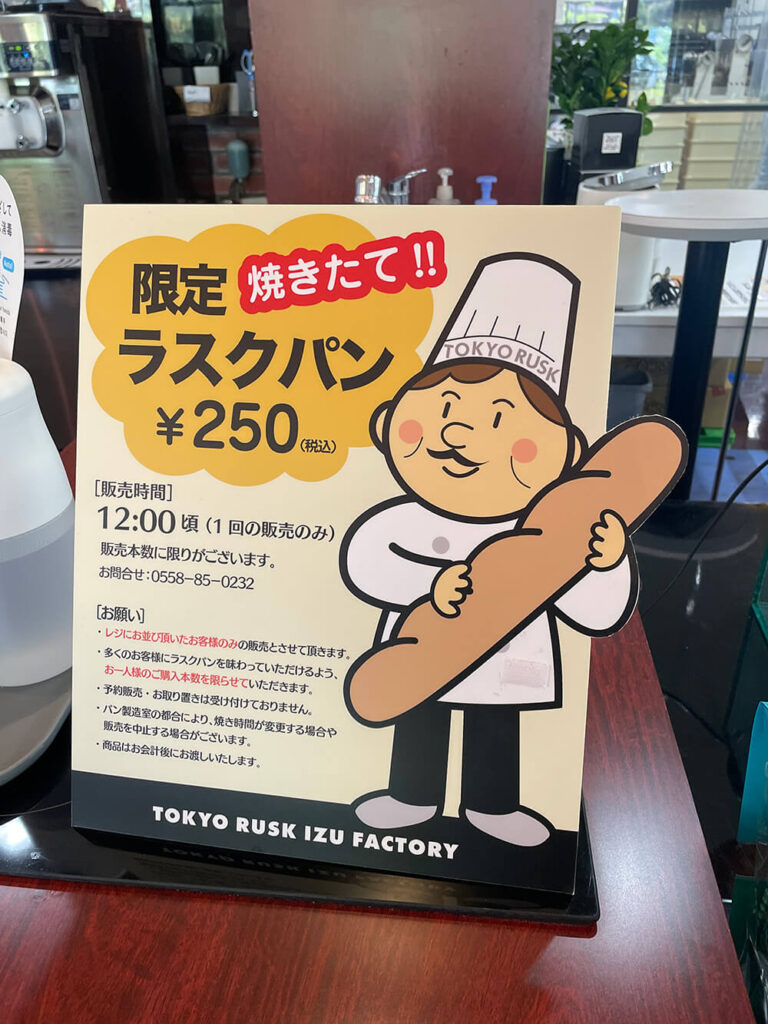 限定
焼きたて!!
ラスクパン
¥250(税込)
TOKYO RUSK
[販売時間]
12:00 頃 (1回の販売のみ)
販売本数に限りがございます。
お問合せ:0558-85-0232
[お願い]
・レジにお並び頂いたお客様のみの販売とさせて頂きます。
・多くのお客様にラスクパンを味わっていただけるよう、
お一人様のご購入本数を限らせていただきます。
・予約販売・お取り置きは受け付けておりません。
・パン製造室の都合により、焼き時間が変更する場合や
販売を中止する場合がございます。
・商品はお会計後にお渡しいたします。
TOKYO RUSK IZU FACTORY